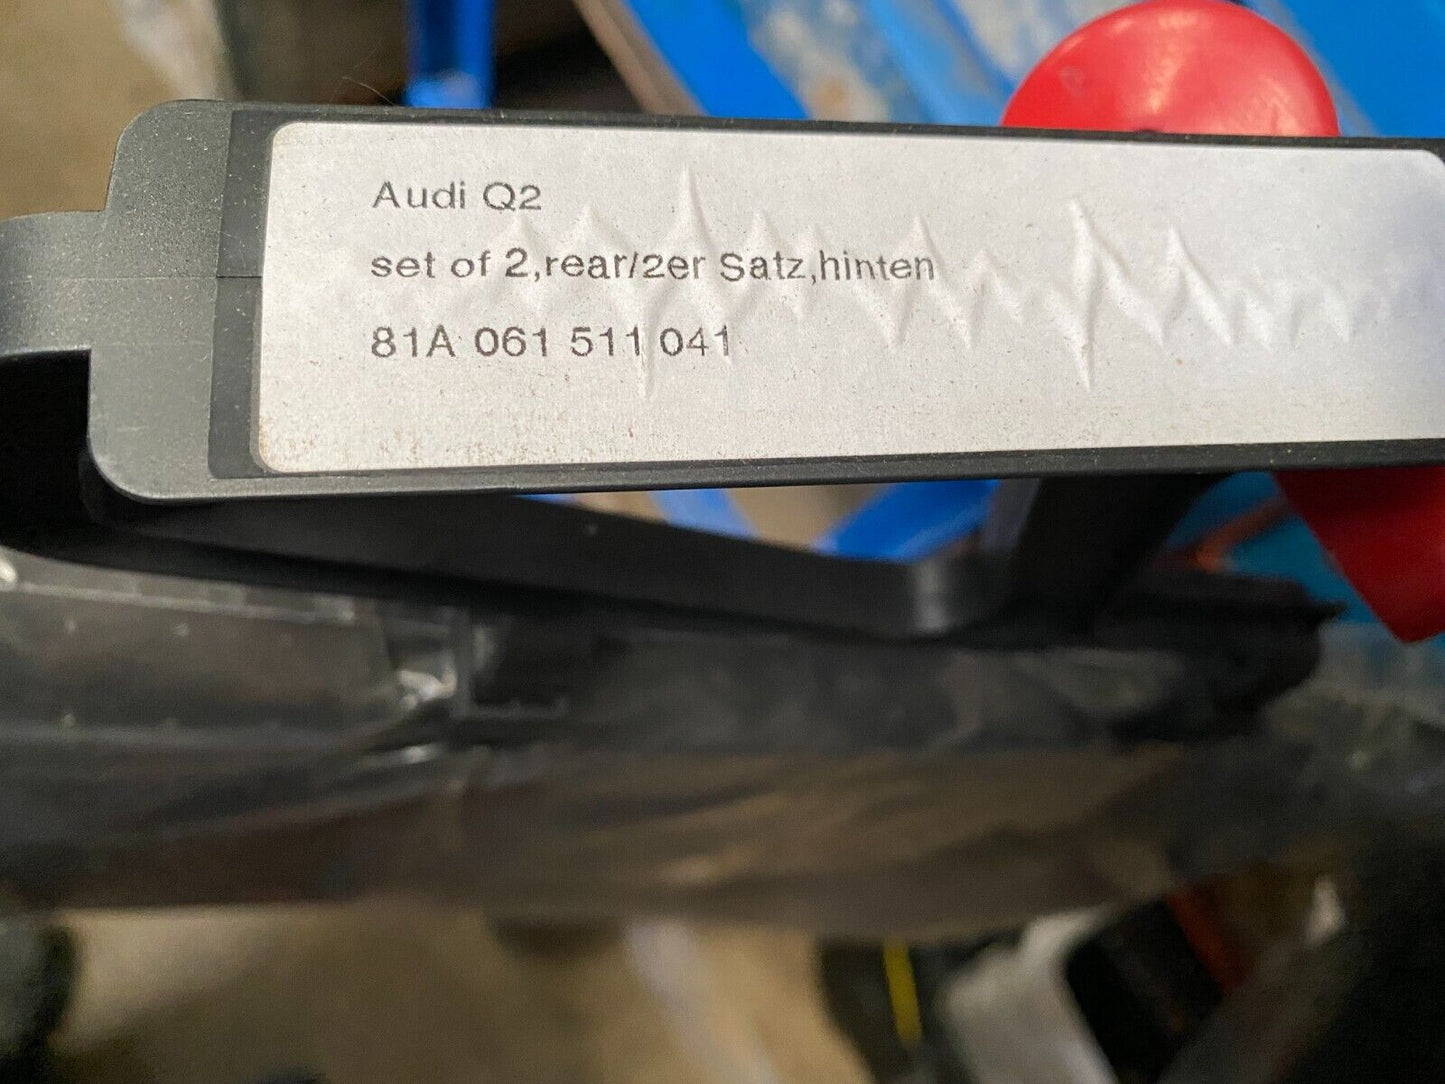 Audi Q2
set of 2,rear/2er Satz,hinten
81A 061 511 041